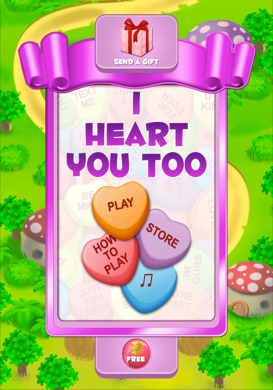 SEND A GIFT
I
HEART
YOU TOO
PLAY
STORE
HOW
TO
PLAY
FREE